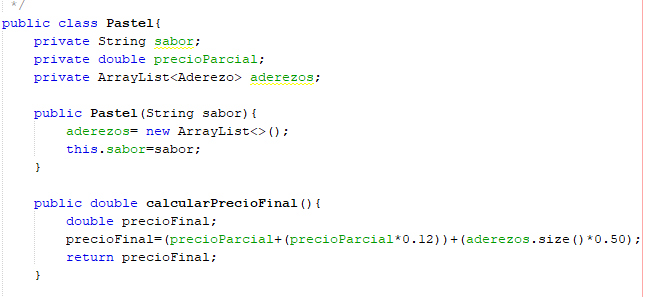 */
public class Pastel{
private String sabor;
private double precioParcial;
private ArrayList<Aderezo> aderezos;
public Pastel(String sabor){
aderezos= new ArrayList<>();
this.sabor=sabor;
}
public double calcularPrecioFinal(){
double precioFinal;
precioFinal=(precioParcial+(precioParcial*0.12))+(aderezos.size()*0.50);
return precioFinal;
}